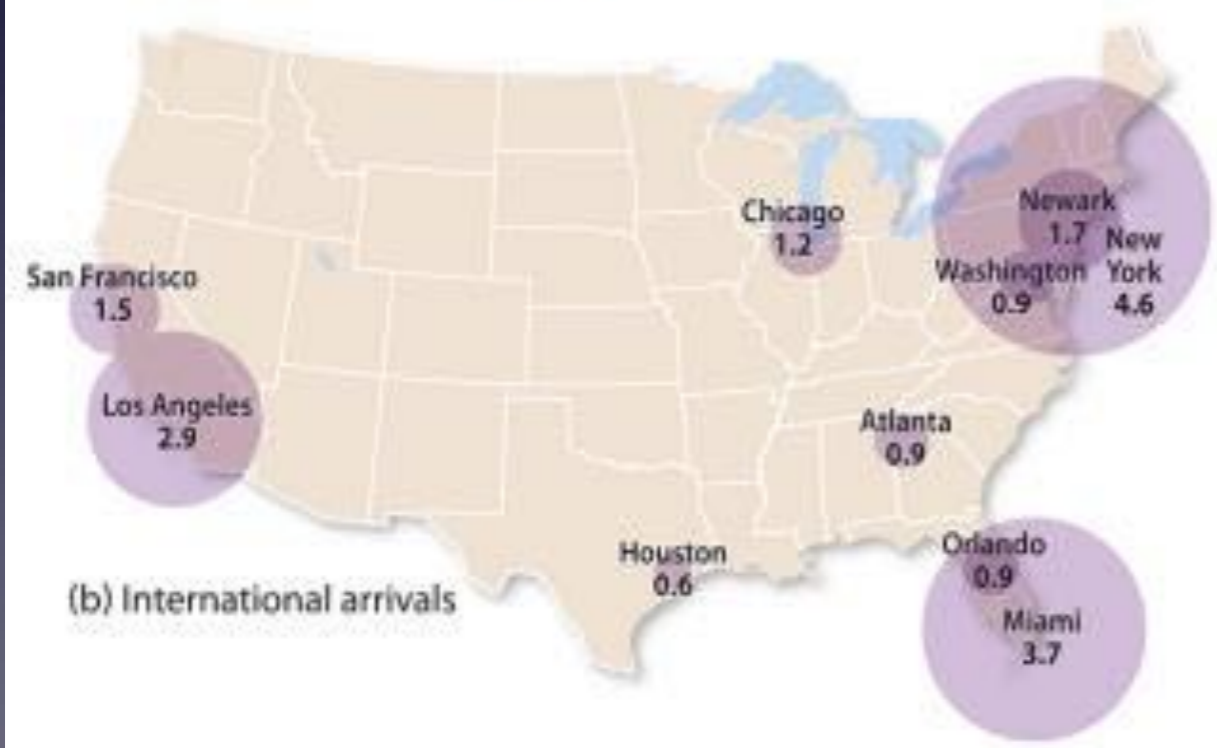 Chicago
1.2
Newark
1.7
New
York
4.6
Washington
0.9
San Francisco
1.5
Los Angeles
2.9
Atlanta
0.9
Houston
0.6
Orlando
0.9
Miami
3.7
(b) International arrivals